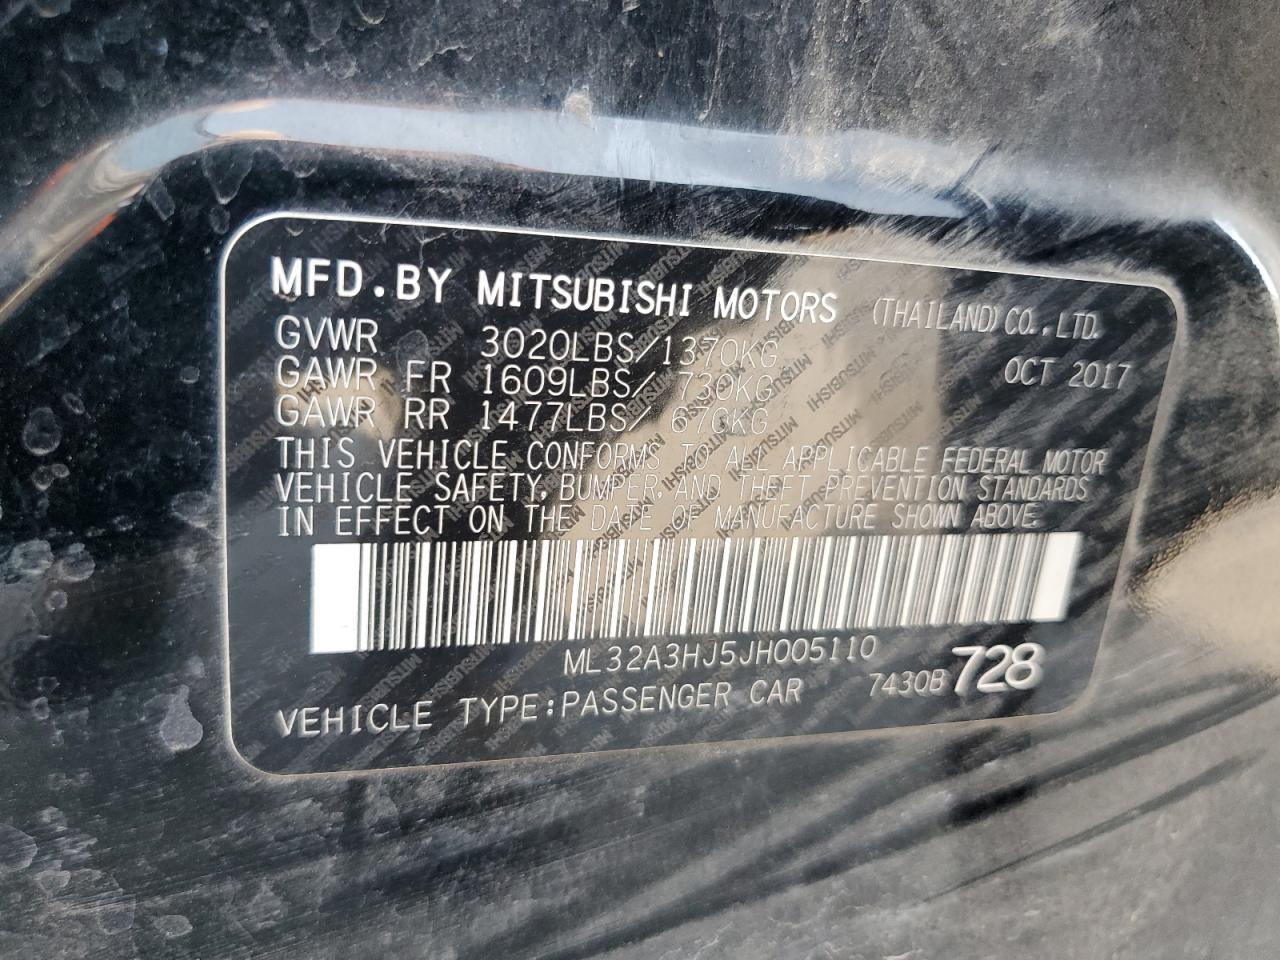 MFD.BY MITSUBISHI MOTORS (THAILAND) CO.,LTD.
GVWR 3020LBS/1370KG OCT 2017
GAWR FR 1609LBS/ 730KG
GAWR RR 1477LBS/ 670KG
THIS VEHICLE CONFORMS TO ALL APPLICABLE FEDERAL MOTOR
VEHICLE SAFETY, BUMPER, AND THEFT PREVENTION STANDARDS
IN EFFECT ON THE DATE OF MANUFACTURE SHOWN ABOVE.
ML32A3HJ5JH005110
VEHICLE TYPE:PASSENGER CAR 7430B 728